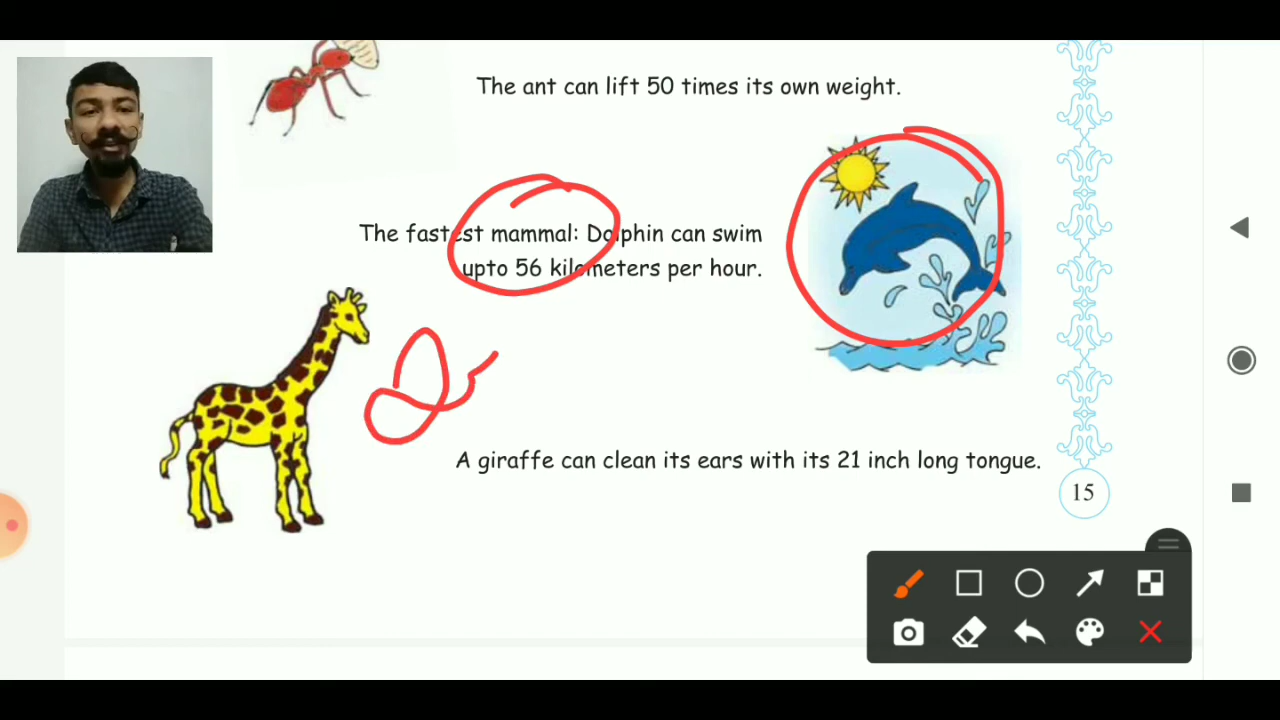 The ant can lift 50 times its own weight.
The fastest mammal: Dolphin can swim
upto 56 kilometers per hour.
A giraffe can clean its ears with its 21 inch long tongue.
15